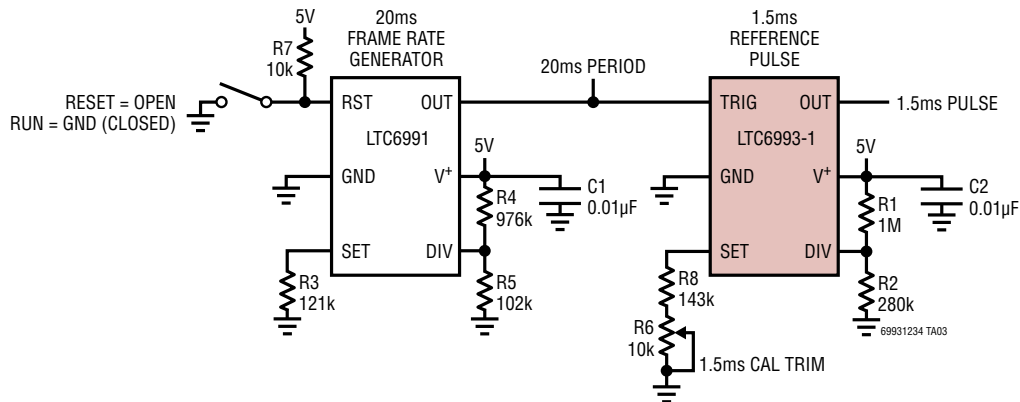 5V
R7
10k
RESET = OPEN
RUN = GND (CLOSED)
20ms
FRAME RATE
GENERATOR
RST
OUT
LTC6991
GND
V+
SET
DIV
R3
121k
5V
R4
976k
C1
0.01µF
R5
102k
20ms PERIOD
1.5ms
REFERENCE
PULSE
TRIG
OUT
1.5ms PULSE
LTC6993-1
GND
V+
SET
DIV
5V
R1
1M
C2
0.01µF
R8
143k
R6
10k
1.5ms CAL TRIM
R2
280k
69931234 TA03